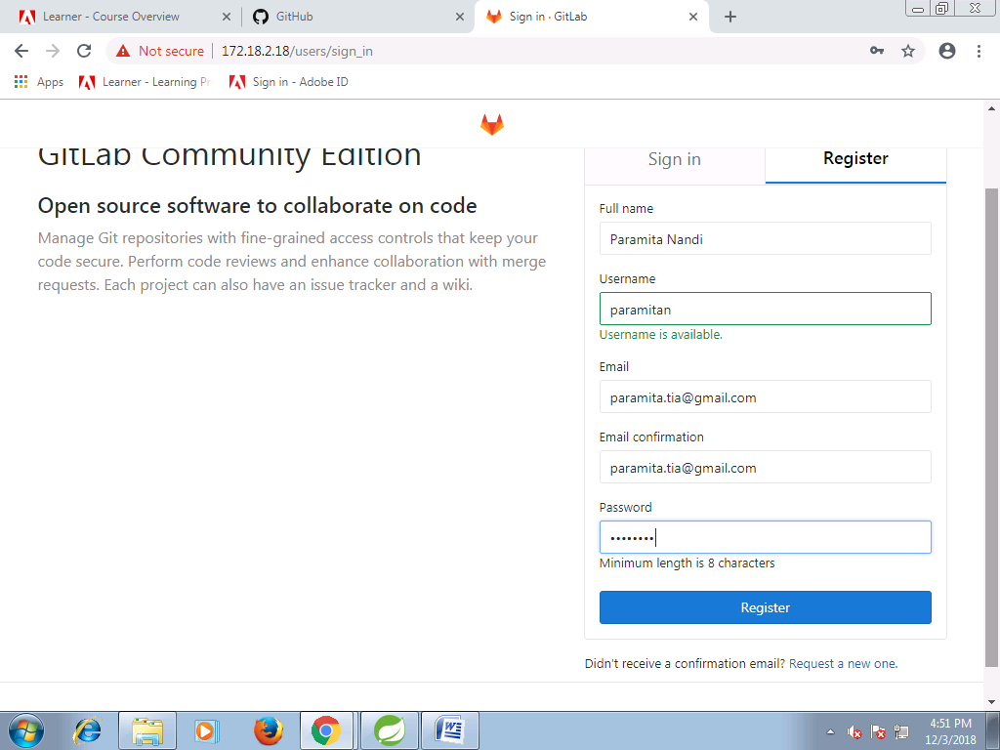 Learner - Course Overview
GitHub
Sign in · GitLab
Not secure
172.18.2.18/users/sign_in
Apps
Learner - Learning Pr
Sign in - Adobe ID
GitLab Community Edition
Open source software to collaborate on code
Manage Git repositories with fine-grained access controls that keep your
code secure. Perform code reviews and enhance collaboration with merge
requests. Each project can also have an issue tracker and a wiki.
Sign in
Register
Full name
Paramita Nandi
Username
paramitan
Username is available.
Email
paramita.tia@gmail.com
Email confirmation
paramita.tia@gmail.com
Password
••••••••
Minimum length is 8 characters
Register
Didn't receive a confirmation email? Request a new one.
4:51 PM
12/3/2018